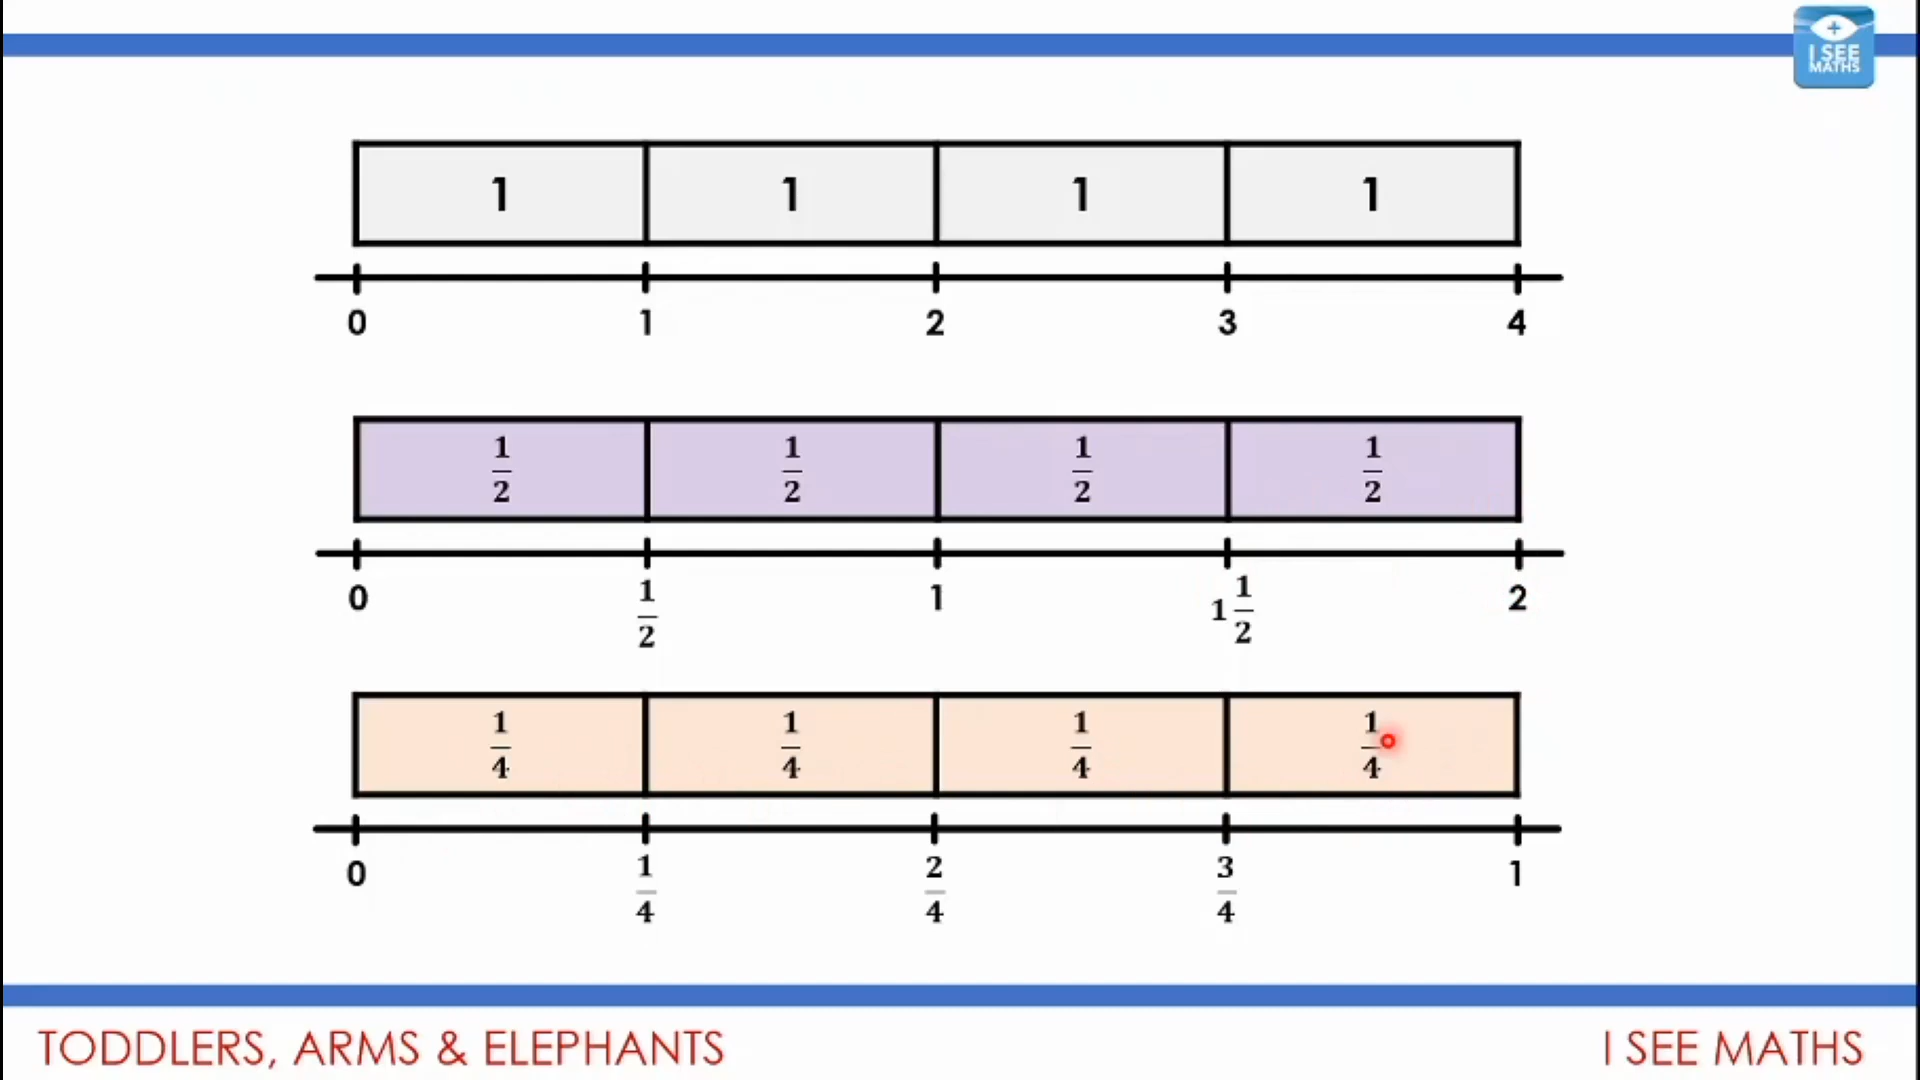 +
I SEE
MATHS
1 1 1 1
0 1 2 3 4
1/2 1/2 1/2 1/2
0 1/2 1 1 1/2 2
1/4 1/4 1/4 1/4
0 1/4 2/4 3/4 1
TODDLERS, ARMS & ELEPHANTS
I SEE MATHS